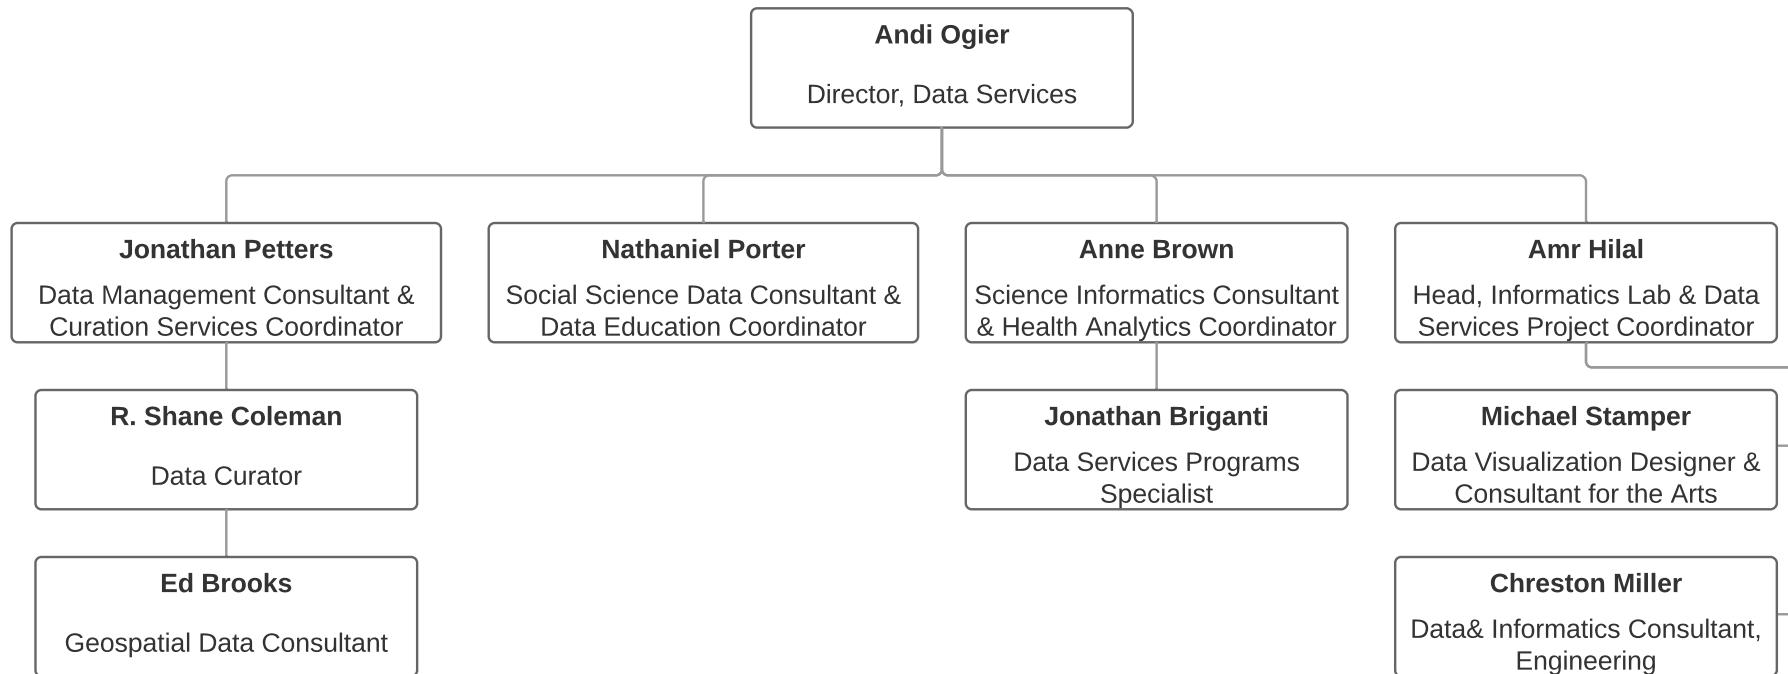 Andi Ogier
Director, Data Services
Jonathan Petters
Data Management Consultant &
Curation Services Coordinator
Nathaniel Porter
Social Science Data Consultant &
Data Education Coordinator
Anne Brown
Science Informatics Consultant
& Health Analytics Coordinator
Amr Hilal
Head, Informatics Lab & Data
Services Project Coordinator
R. Shane Coleman
Data Curator
Jonathan Briganti
Data Services Programs
Specialist
Michael Stamper
Data Visualization Designer &
Consultant for the Arts
Ed Brooks
Geospatial Data Consultant
Chreston Miller
Data& Informatics Consultant,
Engineering